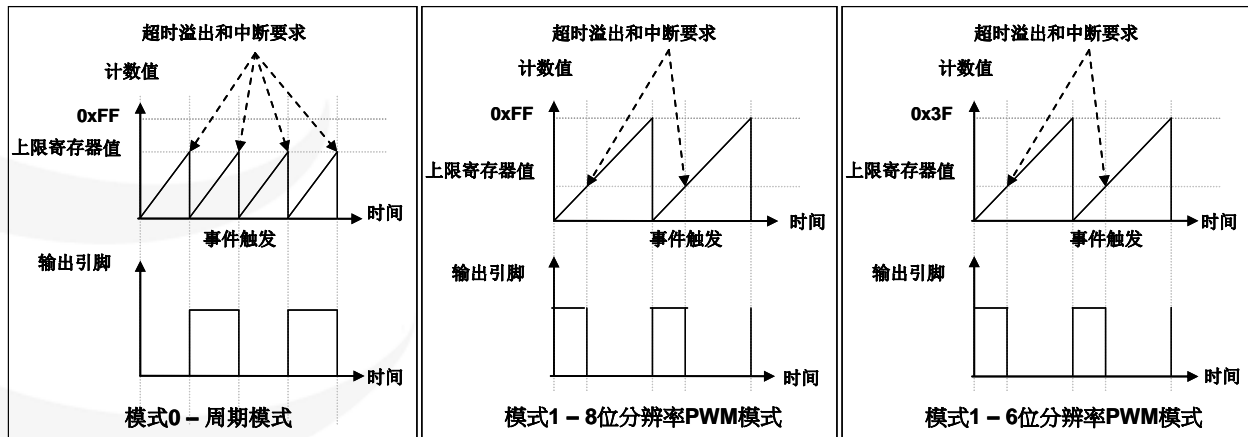 超时溢出和中断要求
计数值
0xFF
上限寄存器值
时间
事件触发
输出引脚
时间
模式0 – 周期模式
超时溢出和中断要求
计数值
0xFF
上限寄存器值
时间
事件触发
输出引脚
时间
模式1 – 8位分辨率PWM模式
超时溢出和中断要求
计数值
0x3F
上限寄存器值
时间
事件触发
输出引脚
时间
模式1 – 6位分辨率PWM模式